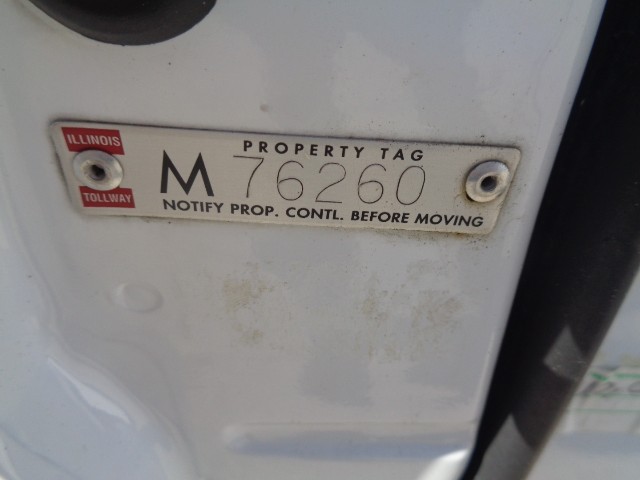 ILLINOIS
TOLLWAY
PROPERTY TAG
M 76260
NOTIFY PROP. CONTL. BEFORE MOVING